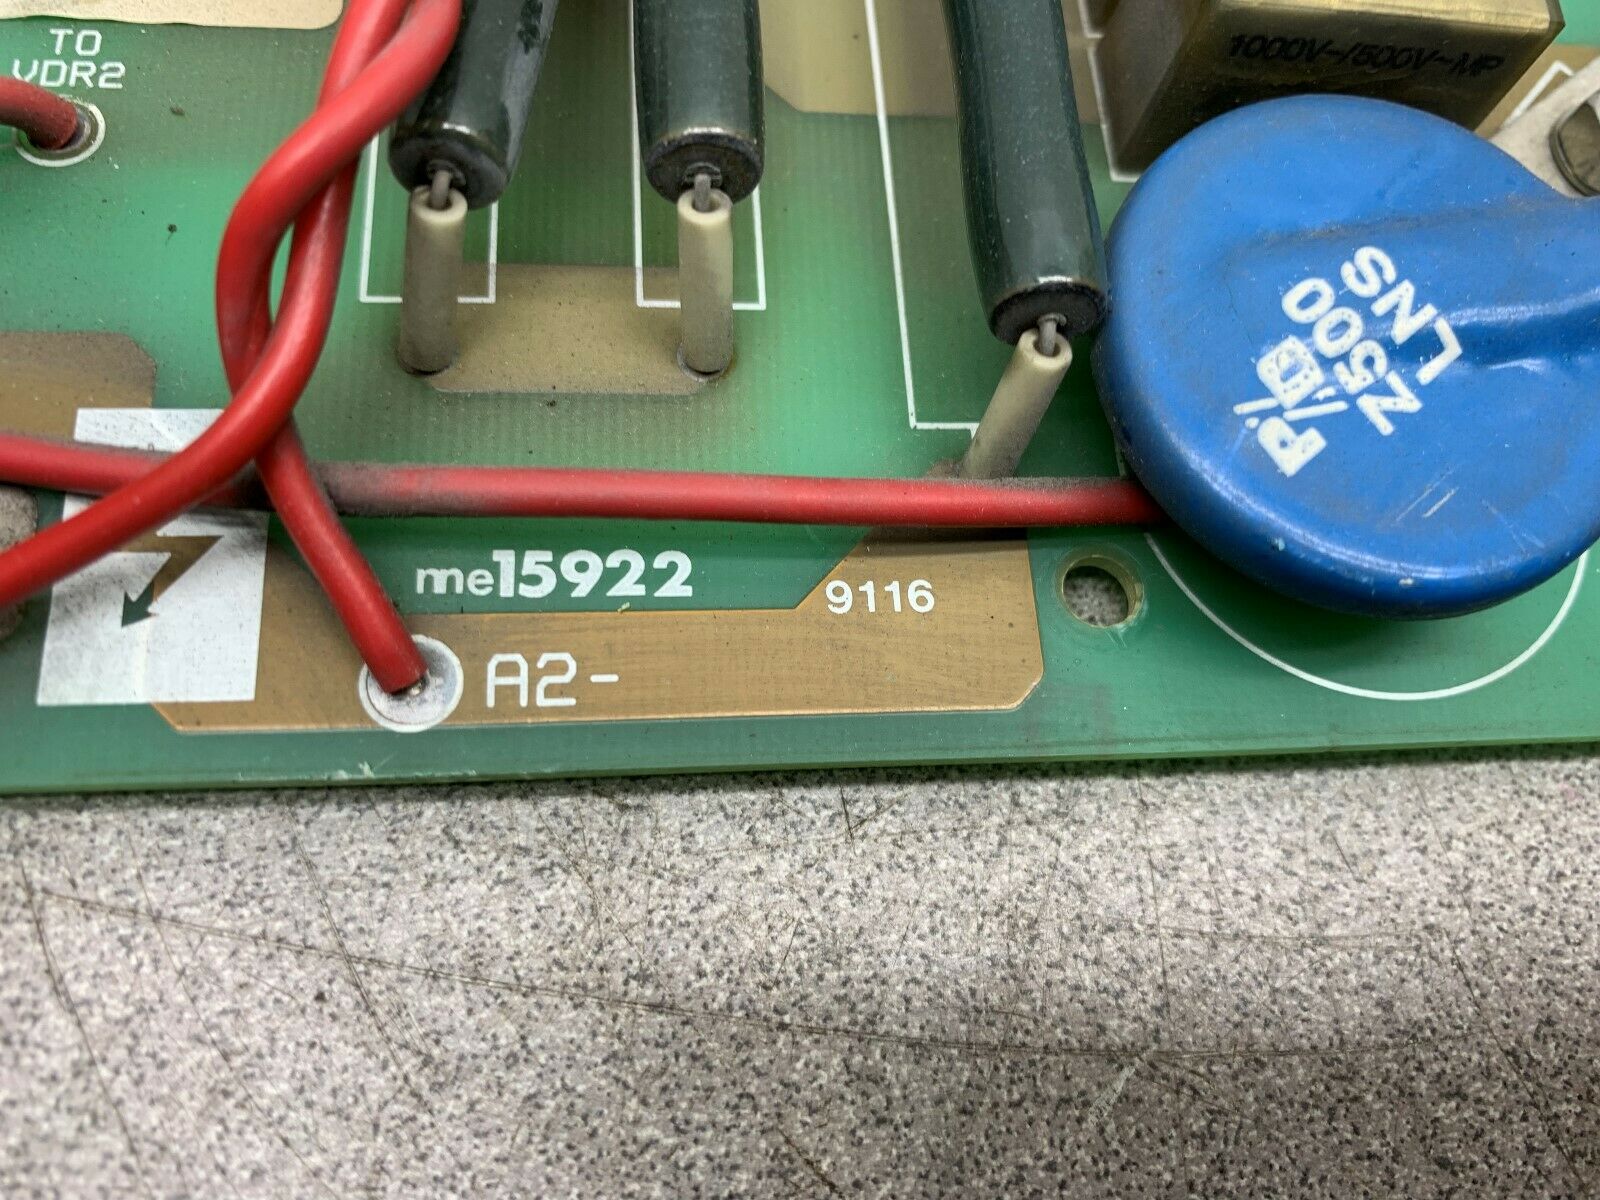 TO
VDR2
1000V-/500V~MP
Z500
LNS
me15922
9116
A2-